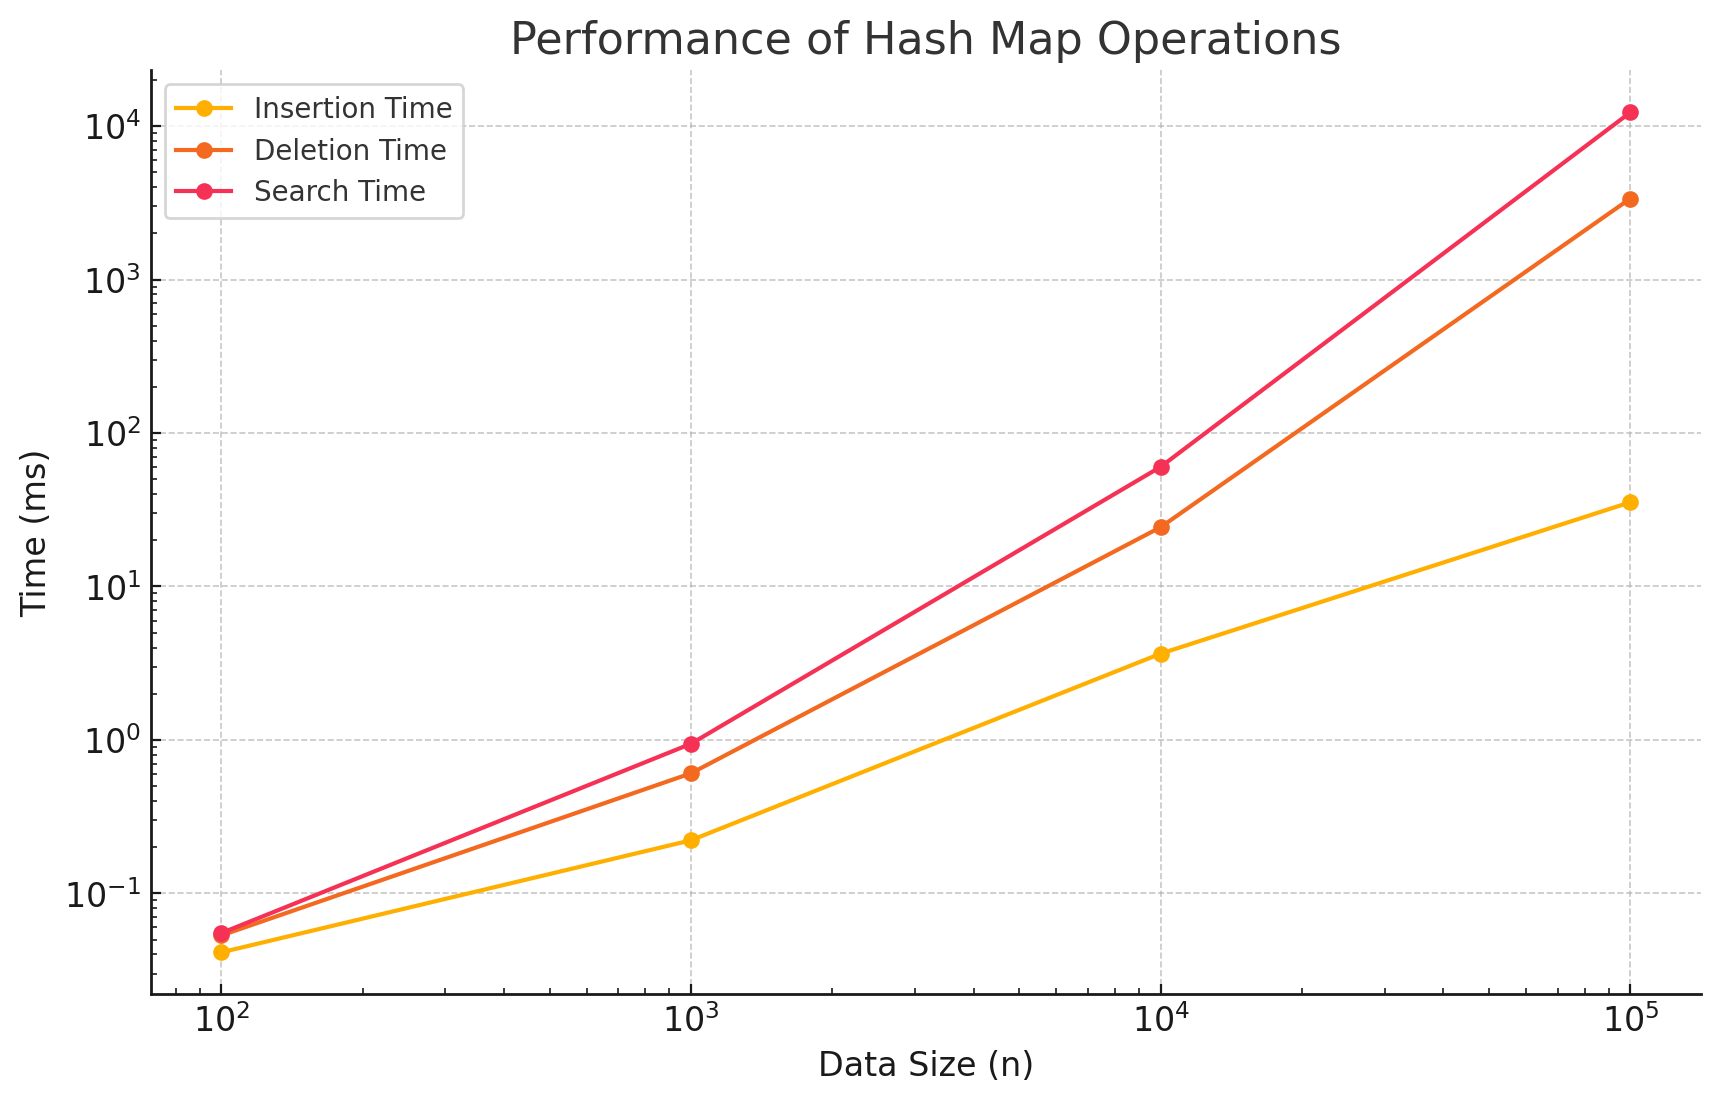 Performance of Hash Map Operations
Insertion Time
Deletion Time
Search Time
Time (ms)
10⁴
10³
10²
10¹
10⁰
10⁻¹
10² 10³ 10⁴ 10⁵
Data Size (n)